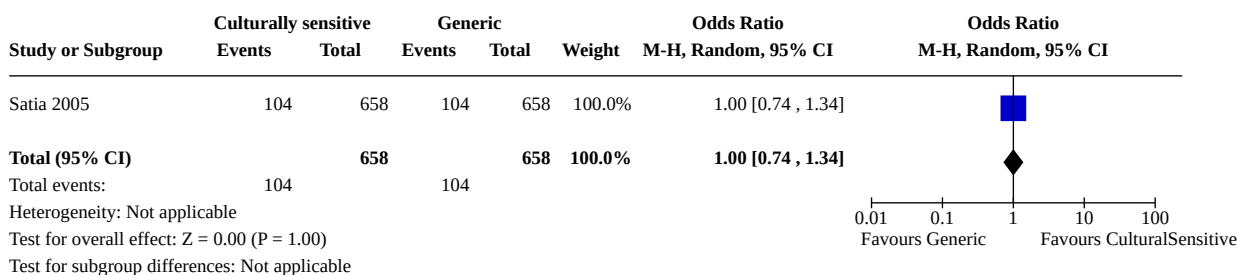 Culturally sensitive Generic Odds Ratio Odds Ratio
Study or Subgroup Events Total Events Total Weight M-H, Random, 95% CI M-H, Random, 95% CI
Satia 2005 104 658 104 658 100.0% 1.00 [0.74 , 1.34]
Total (95% CI) 658 658 100.0% 1.00 [0.74 , 1.34]
Total events: 104 104
Heterogeneity: Not applicable
0.01 0.1 1 10 100
Test for overall effect: Z = 0.00 (P = 1.00) Favours Generic Favours CulturalSensitive
Test for subgroup differences: Not applicable